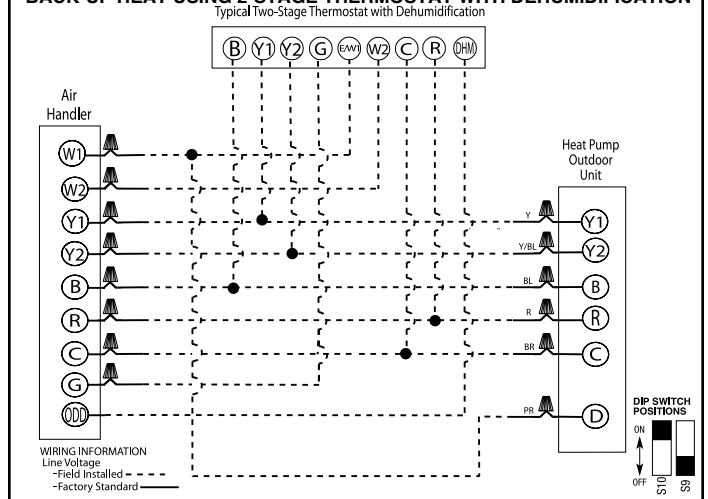 BACK-UP HEAT USING 2-STAGE THERMOSTAT WITH DEHUMIDIFICATION
Typical Two-Stage Thermostat with Dehumidification
B Y1 Y2 G E/W1 W2 C R DHM
Air
Handler
W1
W2
Y1
Y2
B
R
C
G
ODD
Heat Pump
Outdoor
Unit
Y Y1
Y/BL Y2
BL B
R R
BR C
PR D
DIP SWITCH
POSITIONS
ON
OFF
S10 S9
WIRING INFORMATION
Line Voltage
-Field Installed
-Factory Standard